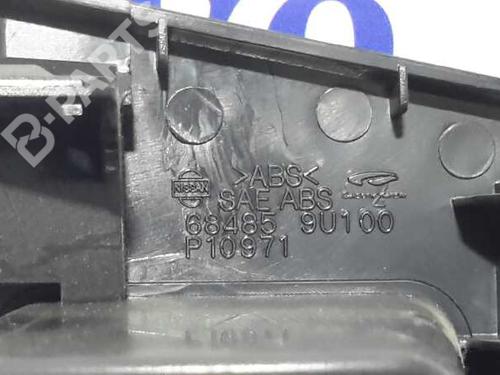 B-PARTS
NISSAN
>ABS<
SAE ABS
68485 9U100
P10971